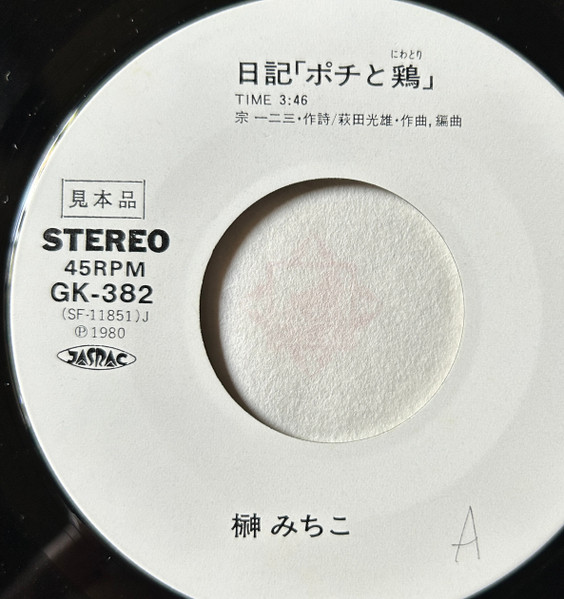 にわとり
日記「ポチと鶏」
TIME 3:46
宗 一二三・作詩/萩田光雄・作曲,編曲
見本品
STEREO
45RPM
GK-382
(SF-11851)J
Ⓟ1980
JASRAC
榊 みちこ
A